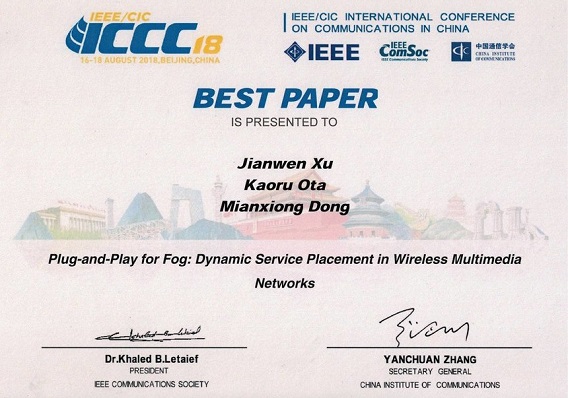 IEEE/CIC
ICCC18
16-18 AUGUST 2018,BEIJING,CHINA
IEEE/CIC INTERNATIONAL CONFERENCE
ON COMMUNICATIONS IN CHINA
IEEE
IEEE
ComSoc
IEEE Communications Society
中国通信学会
CHINA INSTITUTE
OF COMMUNICATIONS
BEST PAPER
IS PRESENTED TO
Jianwen Xu
Kaoru Ota
Mianxiong Dong
Plug-and-Play for Fog: Dynamic Service Placement in Wireless Multimedia
Networks
Dr.Khaled B.Letaief
PRESIDENT
IEEE COMMUNICATIONS SOCIETY
YANCHUAN ZHANG
SECRETARY GENERAL
CHINA INSTITUTE OF COMMUNICATIONS